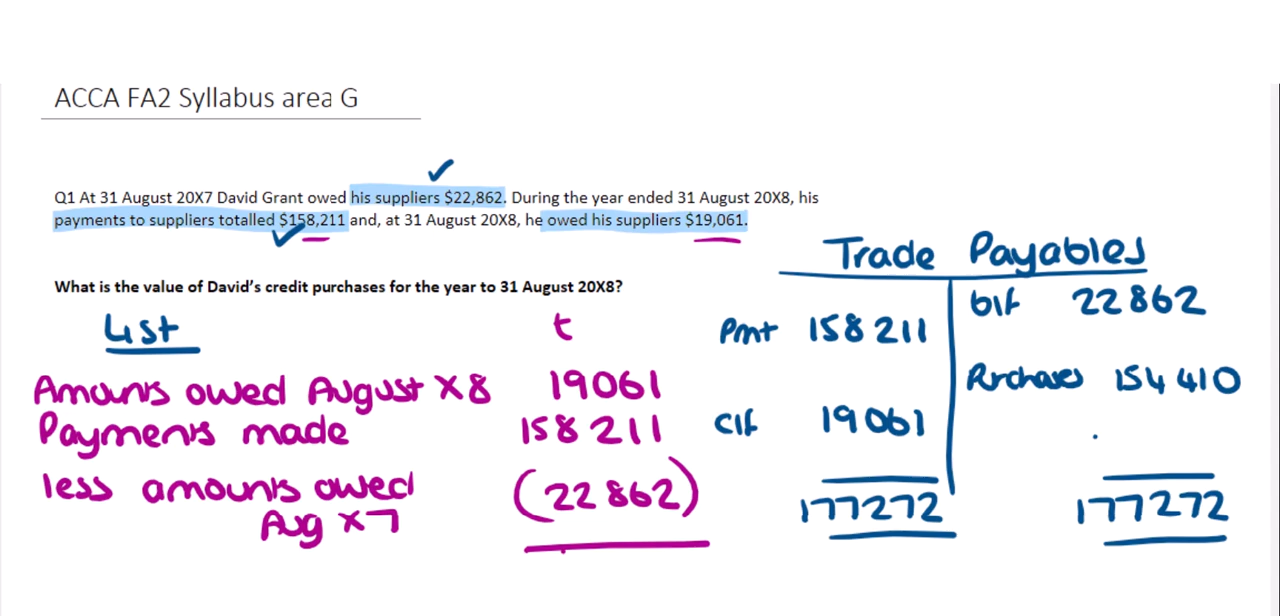 ACCA FA2 Syllabus area G
Q1 At 31 August 20X7 David Grant owed his suppliers $22,862. During the year ended 31 August 20X8, his
payments to suppliers totalled $158,211 and, at 31 August 20X8, he owed his suppliers $19,061.
What is the value of David's credit purchases for the year to 31 August 20X8?
List t
Amounts owed August X8 19061
Payments made 158211
less amounts owed (22862)
Aug X7
Trade Payables
b/f 22862
Pmt 158211
Purchases 154410
C/f 19061
177272 177272